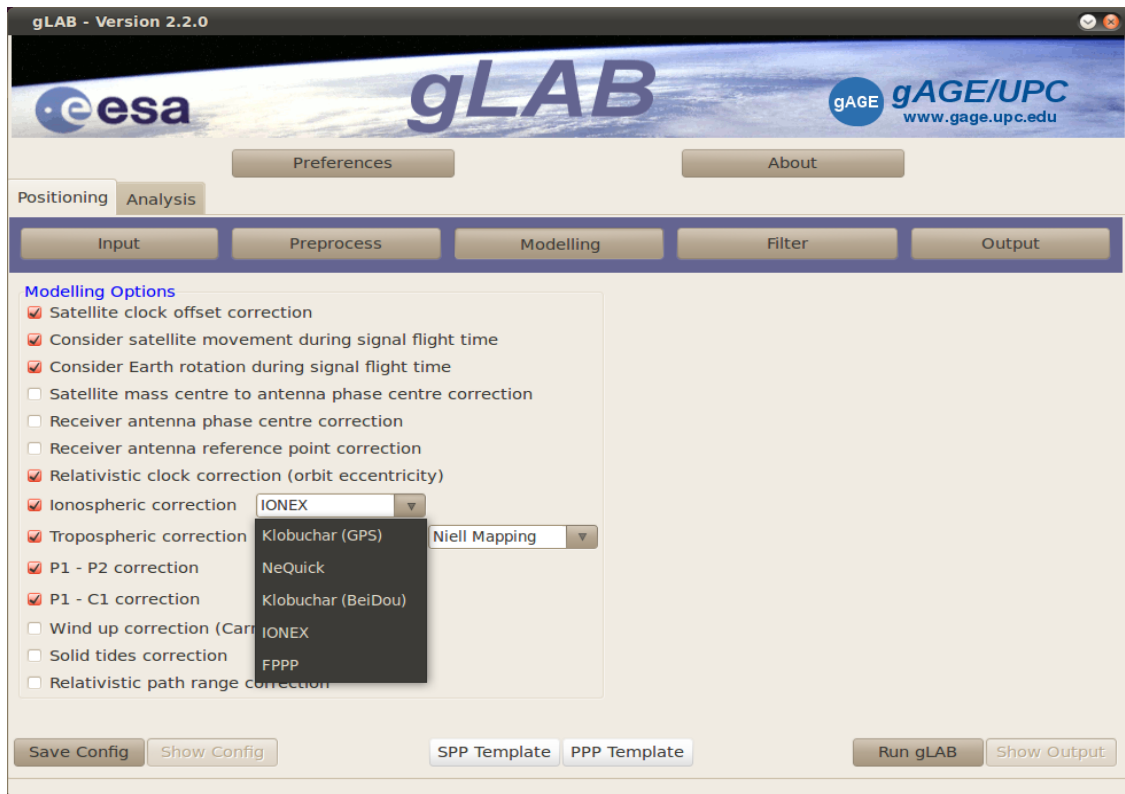 gLAB - Version 2.2.0
esa
gLAB
gAGE
gAGE/UPC
www.gage.upc.edu
Preferences
About
Positioning
Analysis
Input
Preprocess
Modelling
Filter
Output
Modelling Options
Satellite clock offset correction
Consider satellite movement during signal flight time
Consider Earth rotation during signal flight time
Satellite mass centre to antenna phase centre correction
Receiver antenna phase centre correction
Receiver antenna reference point correction
Relativistic clock correction (orbit eccentricity)
Ionospheric correction
IONEX
Klobuchar (GPS)
NeQuick
Klobuchar (BeiDou)
IONEX
FPPP
Tropospheric correction
Niell Mapping
P1 - P2 correction
P1 - C1 correction
Wind up correction (Carr
Solid tides correction
Relativistic path range correction
Save Config
Show Config
SPP Template
PPP Template
Run gLAB
Show Output